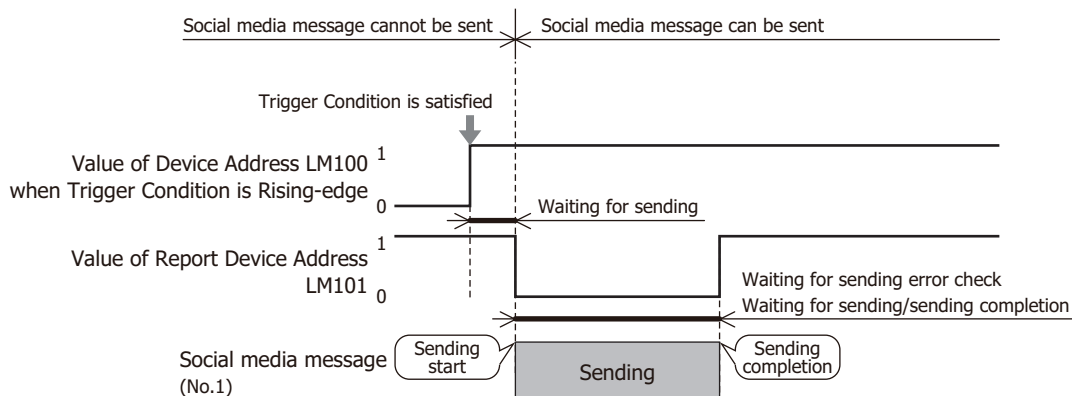 Social media message cannot be sent
Social media message can be sent
Trigger Condition is satisfied
Value of Device Address LM100
when Trigger Condition is Rising-edge
1
0
Waiting for sending
Value of Report Device Address
LM101
1
0
Waiting for sending error check
Waiting for sending/sending completion
Social media message
(No.1)
Sending
start
Sending
Sending
completion